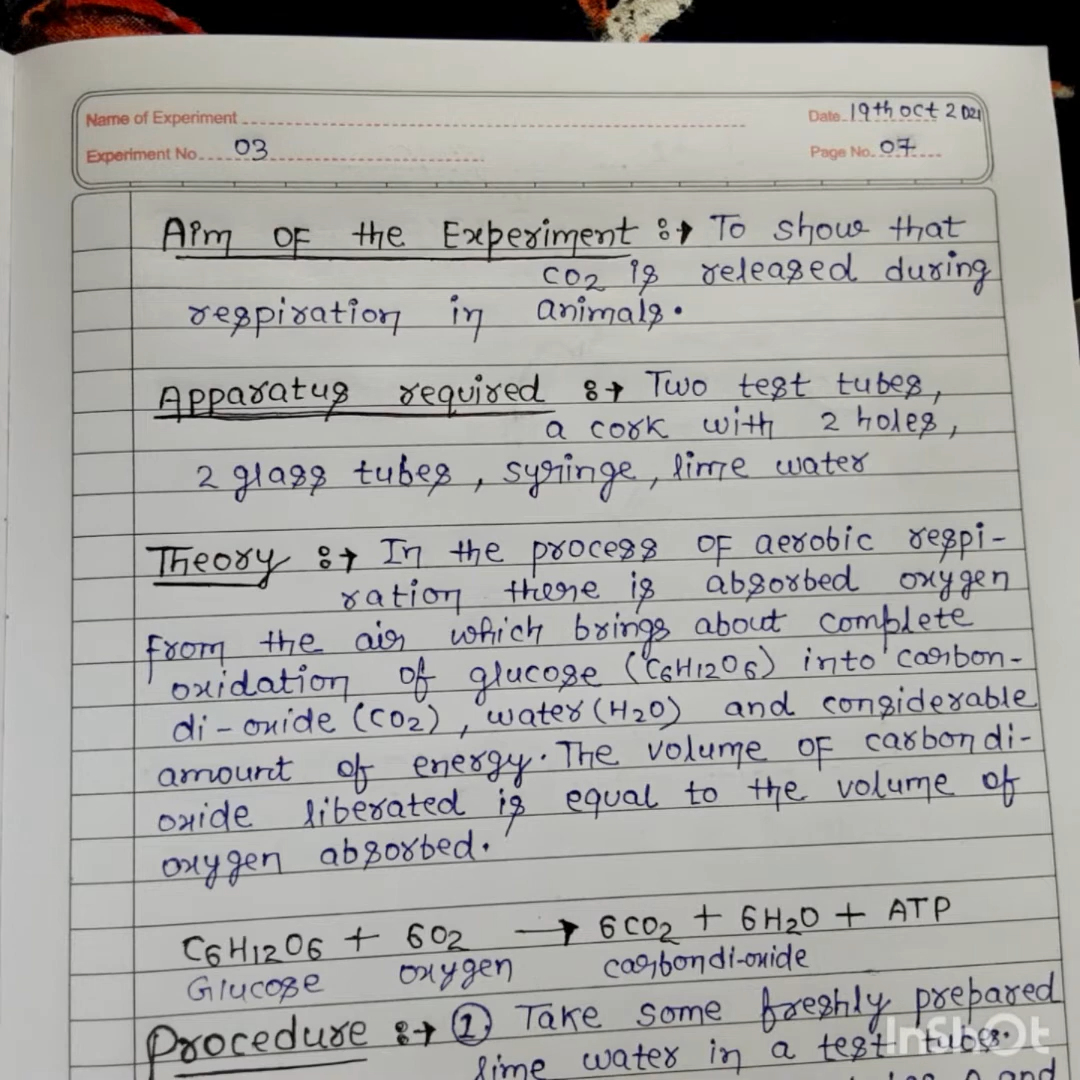 Name of Experiment
Date 19th oct 2021
Experiment No. 03
Page No. 07
Aim OF the Experiment :→ To show that
CO2 is released during
respiration in animals.
Apparatus required :→ Two test tubes,
a cork with 2 holes,
2 glass tubes, syringe, lime water
Theory :→ In the process OF aerobic respi-
ration there is absorbed oxygen
from the air which brings about complete
oxidation of glucose (C6H12O6) into carbon-
di-oxide (CO2), water (H2O) and considerable
amount of energy. The volume OF carbondi-
oxide liberated is equal to the volume of
oxygen absorbed.
C6H12O6 + 6O2 → 6CO2 + 6H2O + ATP
Glucose oxygen carbondi-oxide
Procedure :→ ① Take some freshly prepared
lime water in a test tubes.
and
InShOt